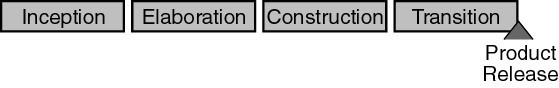 Inception Elaboration Construction Transition
Product
Release